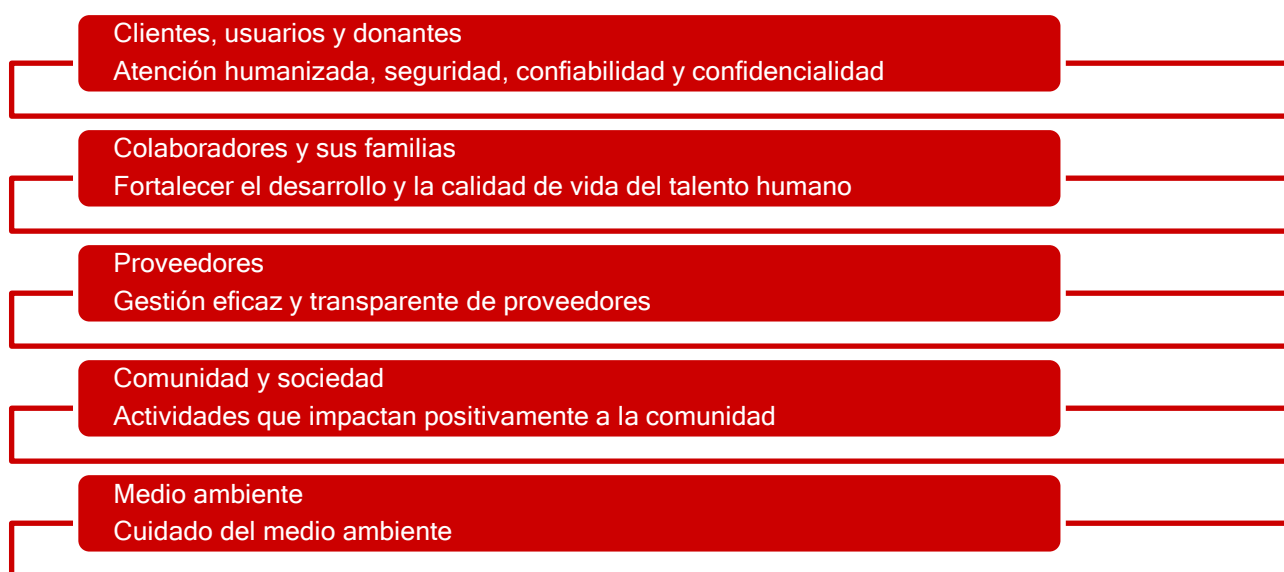 Clientes, usuarios y donantes
Atención humanizada, seguridad, confiabilidad y confidencialidad
Colaboradores y sus familias
Fortalecer el desarrollo y la calidad de vida del talento humano
Proveedores
Gestión eficaz y transparente de proveedores
Comunidad y sociedad
Actividades que impactan positivamente a la comunidad
Medio ambiente
Cuidado del medio ambiente